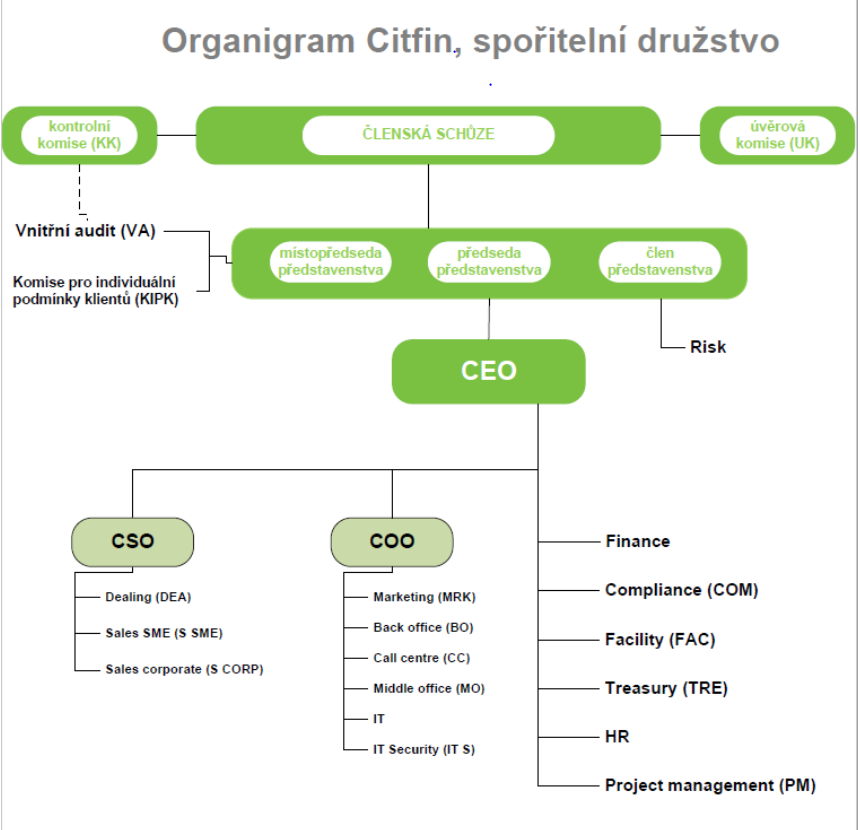 Organigram Citfin, spořitelní družstvo
kontrolní
komise (KK)
ČLENSKÁ SCHŮZE
úvěrová
komise (UK)
Vnitřní audit (VA)
místopředseda
představenstva
předseda
představenstva
člen
představenstva
Komise pro individuální
podmínky klientů (KIPK)
Risk
CEO
CSO
COO
Dealing (DEA)
Sales SME (S SME)
Sales corporate (S CORP)
Marketing (MRK)
Back office (BO)
Call centre (CC)
Middle office (MO)
IT
IT Security (IT S)
Finance
Compliance (COM)
Facility (FAC)
Treasury (TRE)
HR
Project management (PM)